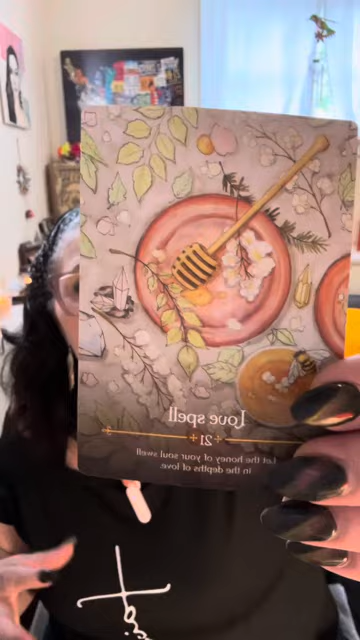 Love spell
21
Let the honey of your soul swell
in the depths of love.